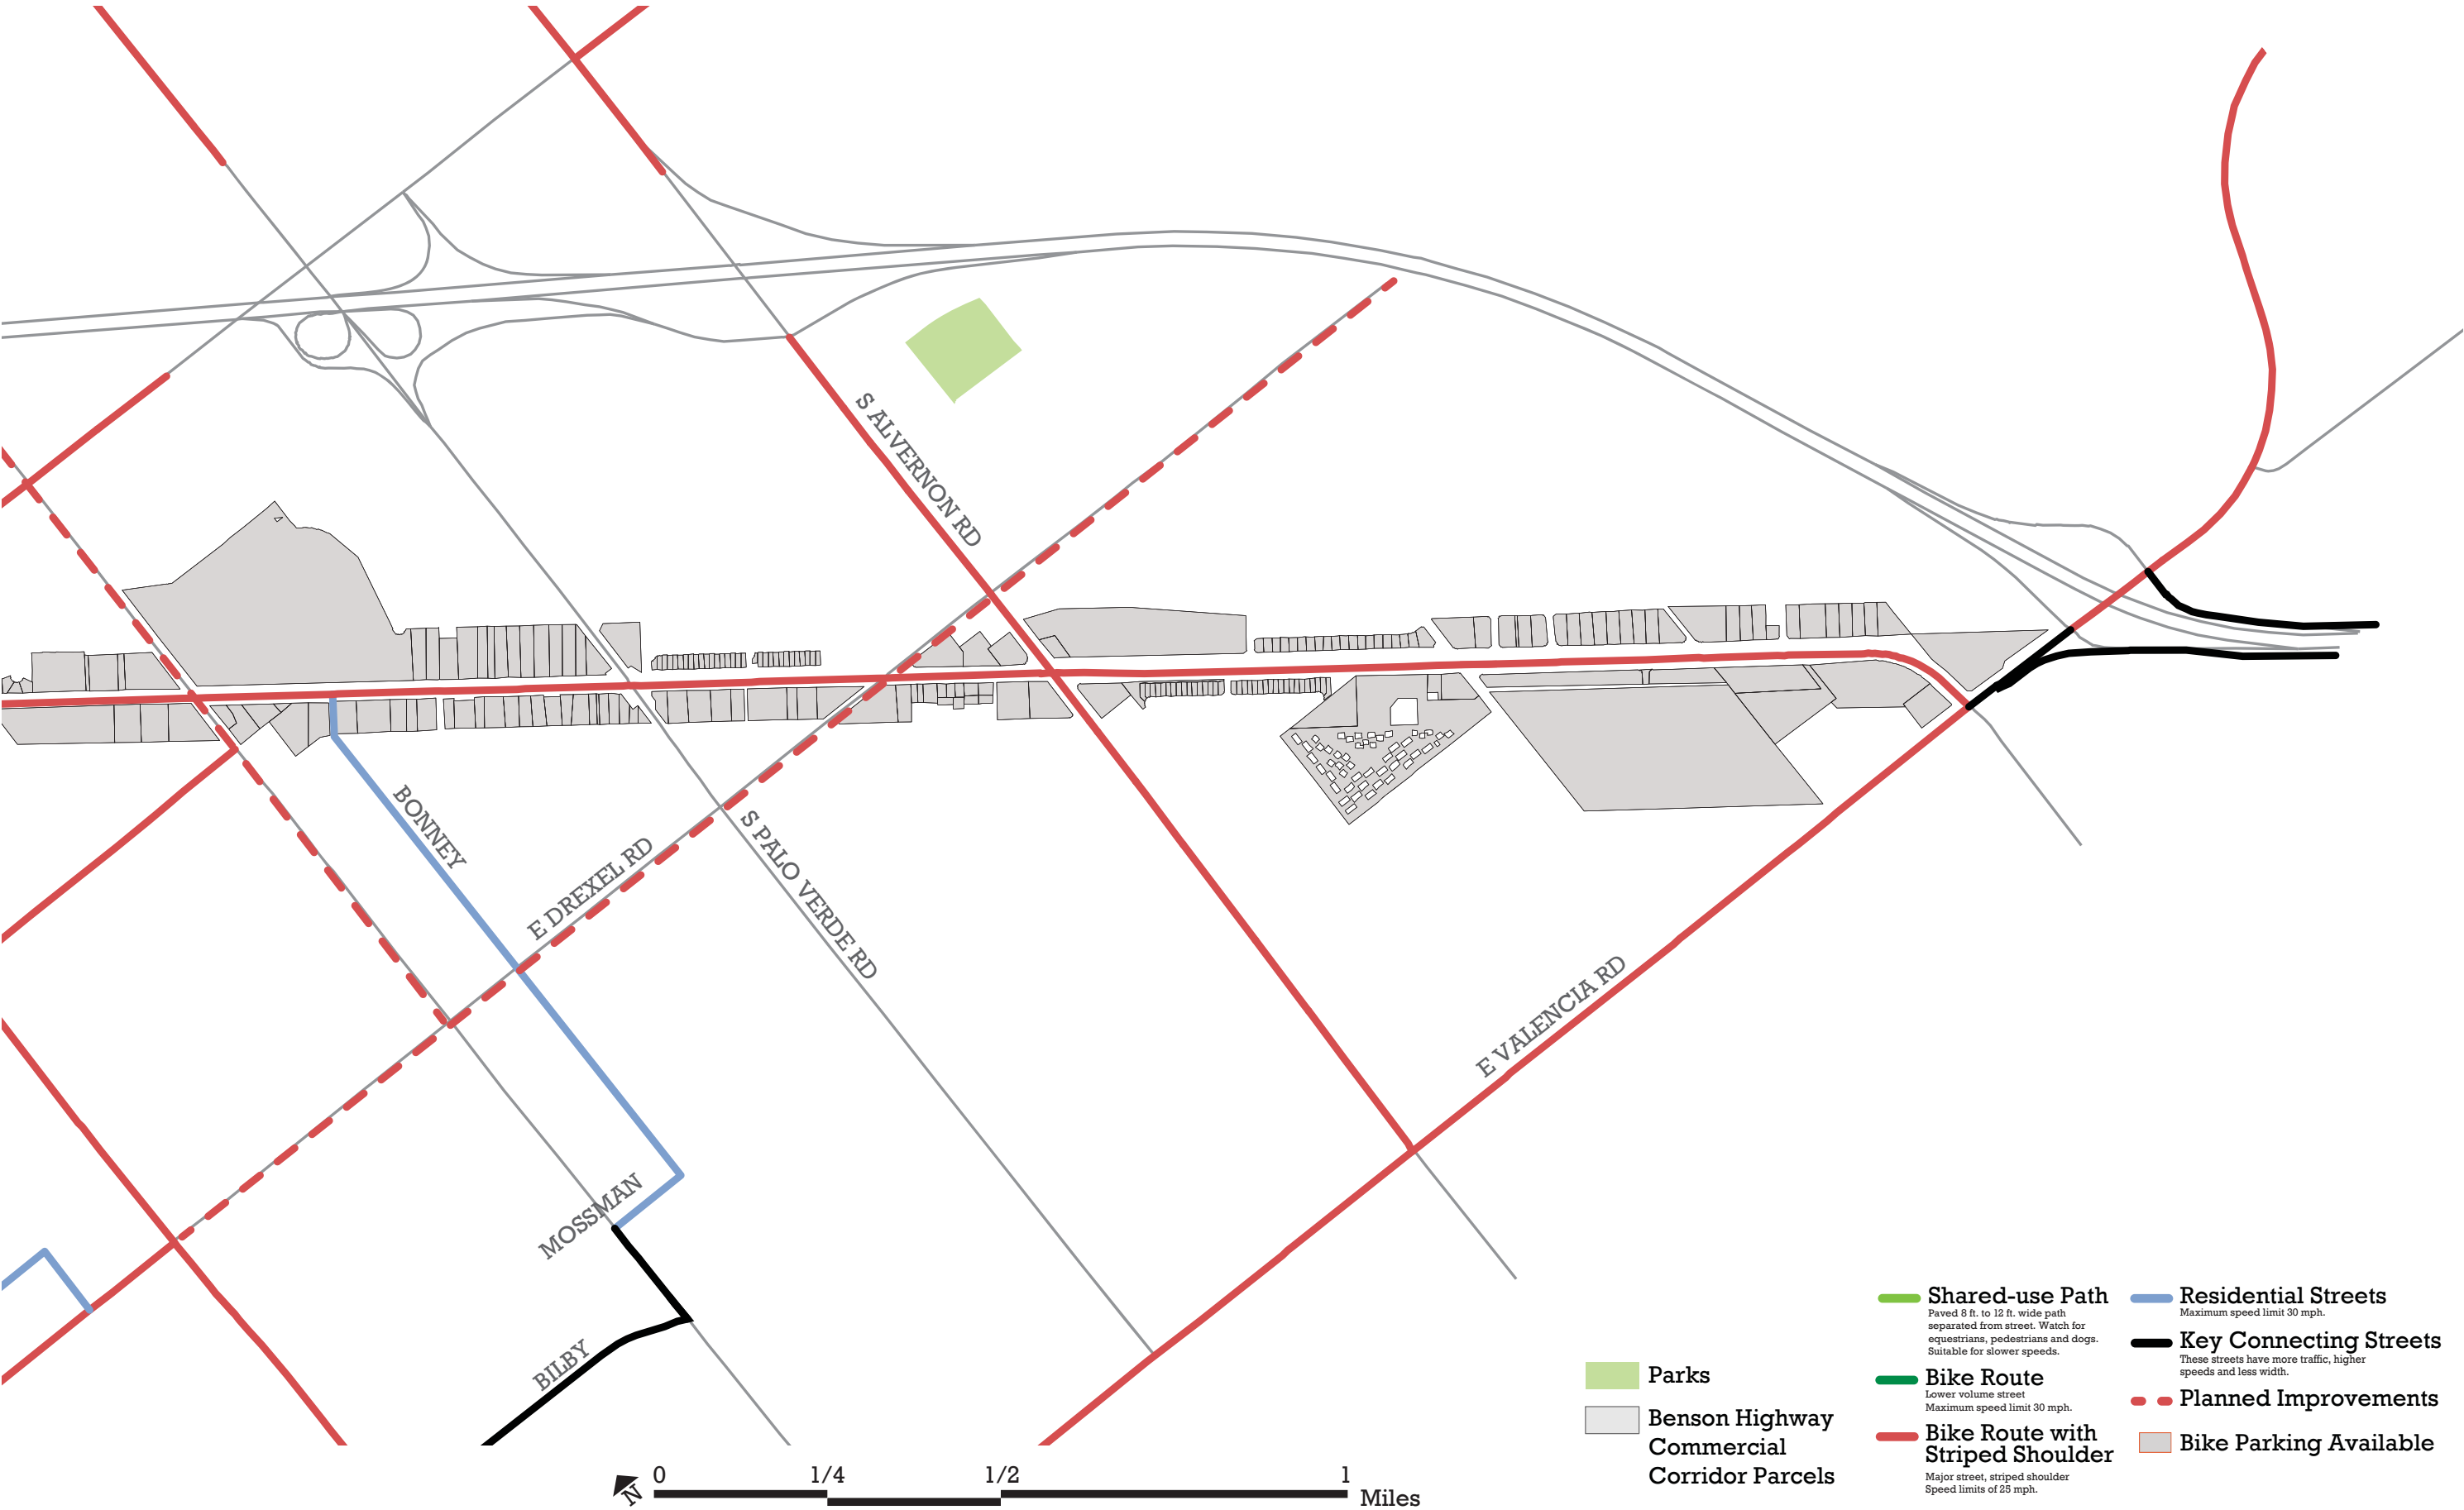 S ALVERNON RD
BONNEY
E DREXEL RD
S PALO VERDE RD
E VALENCIA RD
MOSSMAN
BILBY
Parks
Benson Highway
Commercial
Corridor Parcels
Shared-use Path
Paved 8 ft. to 12 ft. wide path
separated from street. Watch for
equestrians, pedestrians and dogs.
Suitable for slower speeds.
Bike Route
Lower volume street
Maximum speed limit 30 mph.
Bike Route with
Striped Shoulder
Major street, striped shoulder
Speed limits of 25 mph.
Residential Streets
Maximum speed limit 30 mph.
Key Connecting Streets
These streets have more traffic, higher
speeds and less width.
Planned Improvements
Bike Parking Available
N
0 1/4 1/2 1
Miles